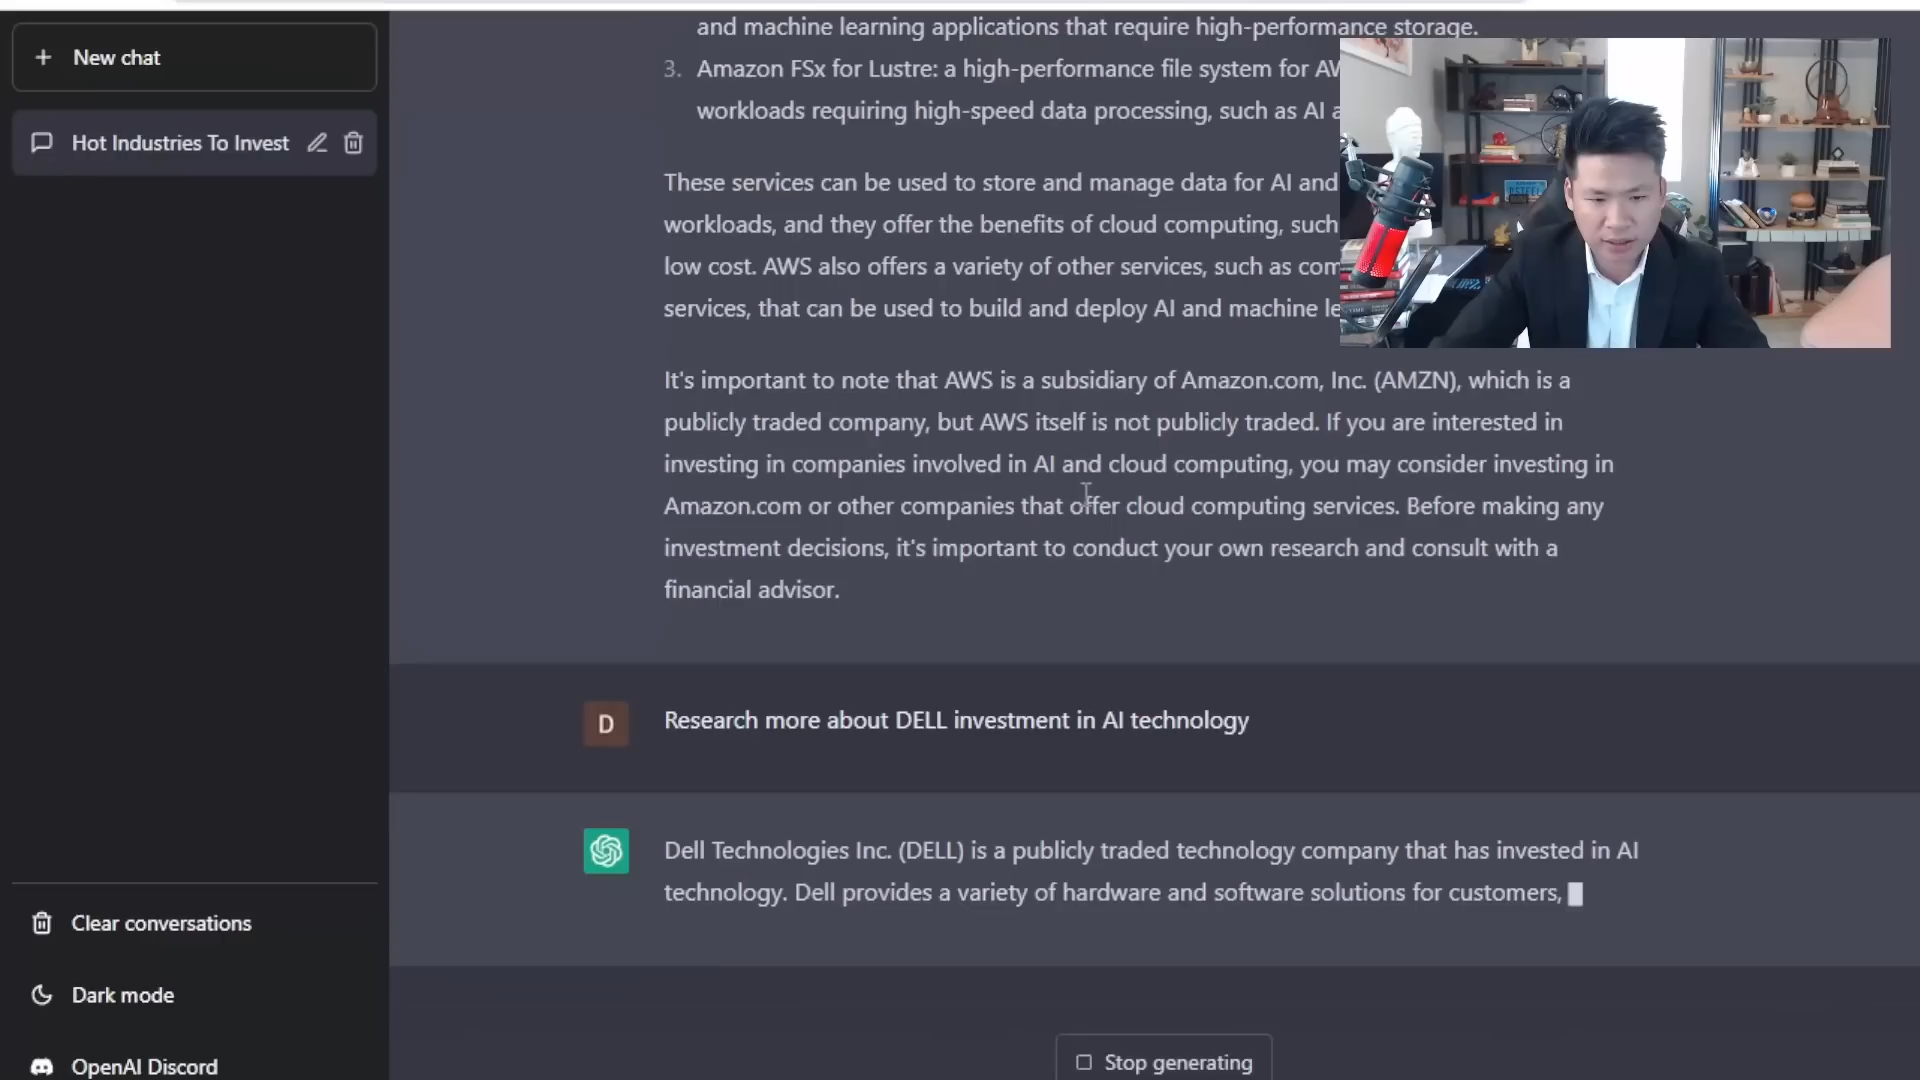 New chat
Hot Industries To Invest
Clear conversations
Dark mode
OpenAI Discord
and machine learning applications that require high-performance storage.
3. Amazon FSx for Lustre: a high-performance file system for
workloads requiring high-speed data processing, such as AI
These services can be used to store and manage data for AI and
workloads, and they offer the benefits of cloud computing, such
low cost. AWS also offers a variety of other services, such as
services, that can be used to build and deploy AI and machine
It's important to note that AWS is a subsidiary of Amazon.com, Inc. (AMZN), which is a
publicly traded company, but AWS itself is not publicly traded. If you are interested in
investing in companies involved in AI and cloud computing, you may consider investing in
Amazon.com or other companies that offer cloud computing services. Before making any
investment decisions, it's important to conduct your own research and consult with a
financial advisor.
D
Research more about DELL investment in AI technology
Dell Technologies Inc. (DELL) is a publicly traded technology company that has invested in AI
technology. Dell provides a variety of hardware and software solutions for customers,
Stop generating